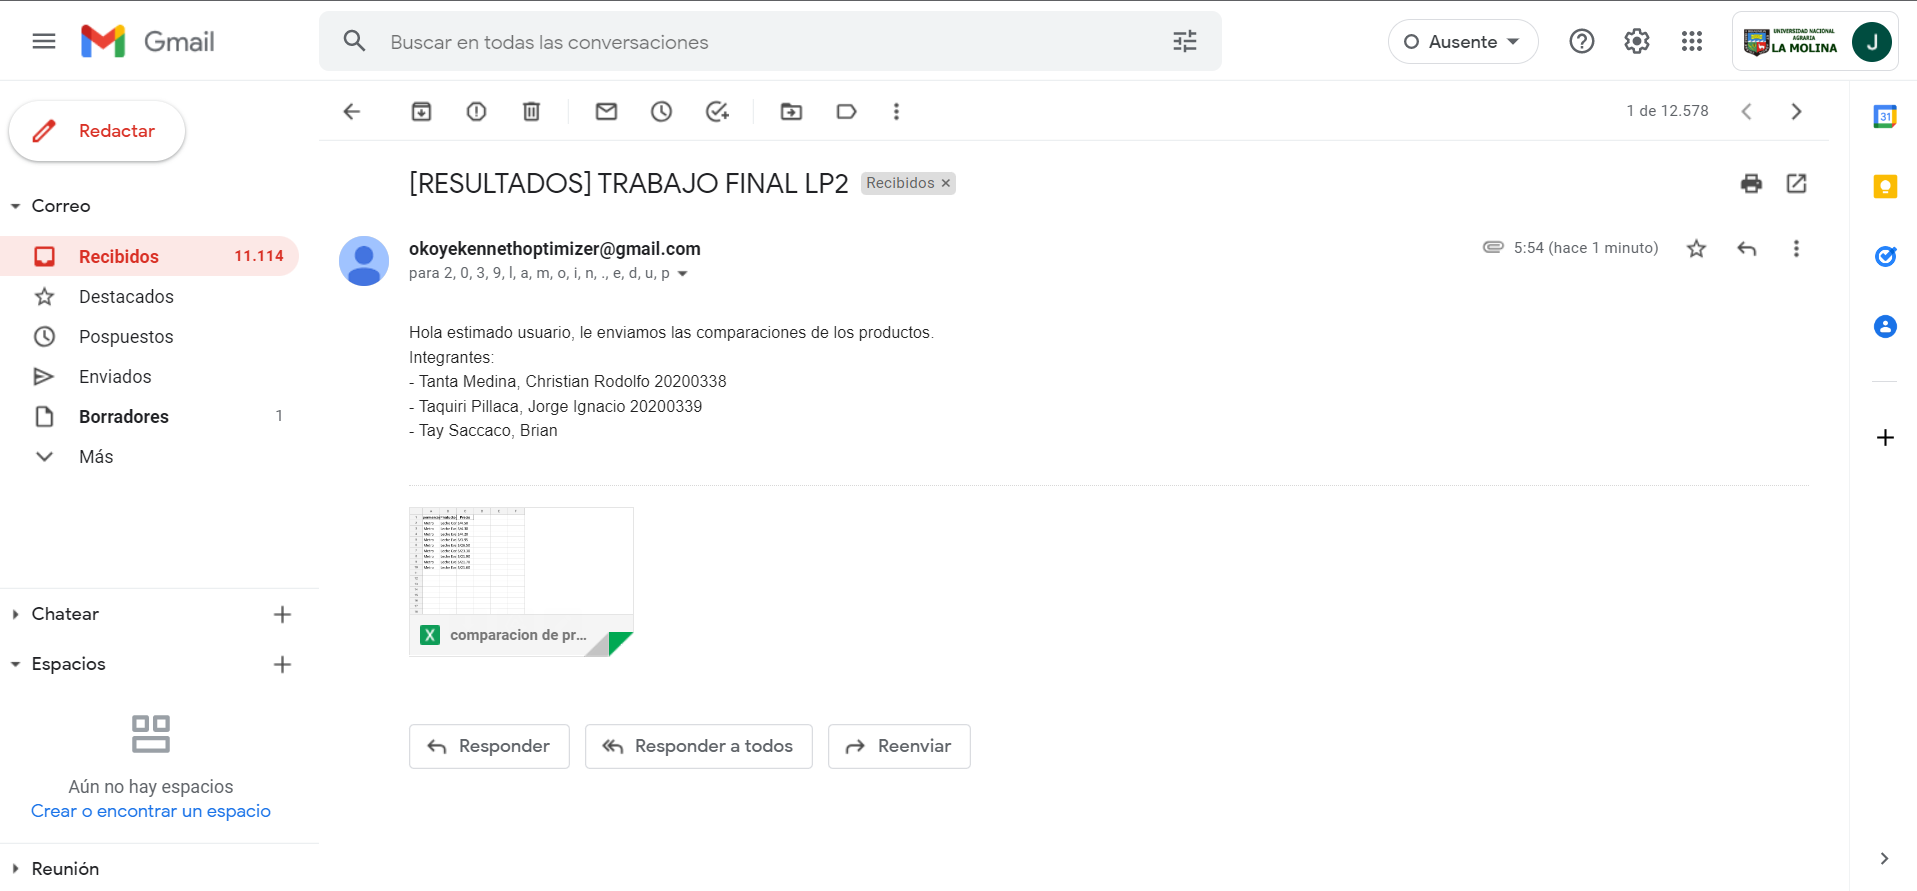 Gmail
Buscar en todas las conversaciones
Ausente
UNIVERSIDAD NACIONAL
AGRARIA
LA MOLINA
J
Redactar
1 de 12.578
31
Correo
Recibidos 11.114
Destacados
Pospuestos
Enviados
Borradores 1
Más
[RESULTADOS] TRABAJO FINAL LP2 Recibidos ×
okoyekennethoptimizer@gmail.com
5:54 (hace 1 minuto)
para 2, 0, 3, 9, l, a, m, o, i, n, ., e, d, u, p
Hola estimado usuario, le enviamos las comparaciones de los productos.
Integrantes:
- Tanta Medina, Christian Rodolfo 20200338
- Taquiri Pillaca, Jorge Ignacio 20200339
- Tay Saccaco, Brian
X comparacion de pr...
Responder
Responder a todos
Reenviar
Chatear
Espacios
Aún no hay espacios
Crear o encontrar un espacio
Reunión